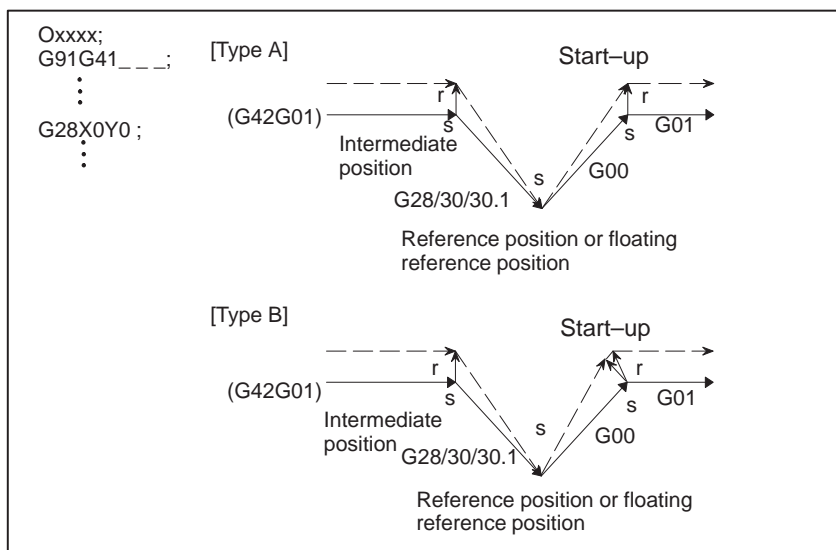 Oxxxx;
G91G41_ _ _;
G28X0Y0 ;
[Type A]
Start–up
r
r
(G42G01)
s
s
G01
Intermediate
position
s
G00
G28/30/30.1
Reference position or floating
reference position
[Type B]
Start–up
r
r
(G42G01)
s
s
G01
Intermediate
position
s
G00
G28/30/30.1
Reference position or floating
reference position